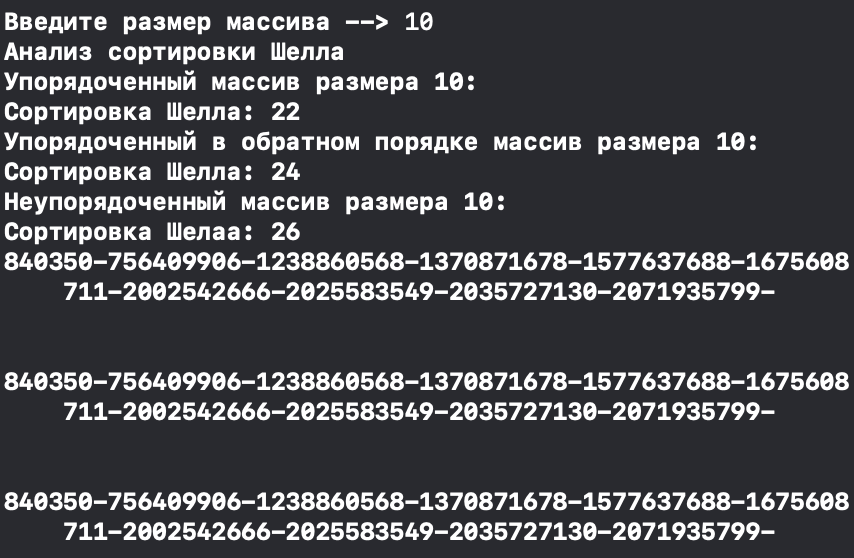 Введите размер массива --> 10
Анализ сортировки Шелла
Упорядоченный массив размера 10:
Сортировка Шелла: 22
Упорядоченный в обратном порядке массив размера 10:
Сортировка Шелла: 24
Неупорядоченный массив размера 10:
Сортировка Шелаа: 26
840350-756409906-1238860568-1370871678-1577637688-1675608
711-2002542666-2025583549-2035727130-2071935799-
840350-756409906-1238860568-1370871678-1577637688-1675608
711-2002542666-2025583549-2035727130-2071935799-
840350-756409906-1238860568-1370871678-1577637688-1675608
711-2002542666-2025583549-2035727130-2071935799-